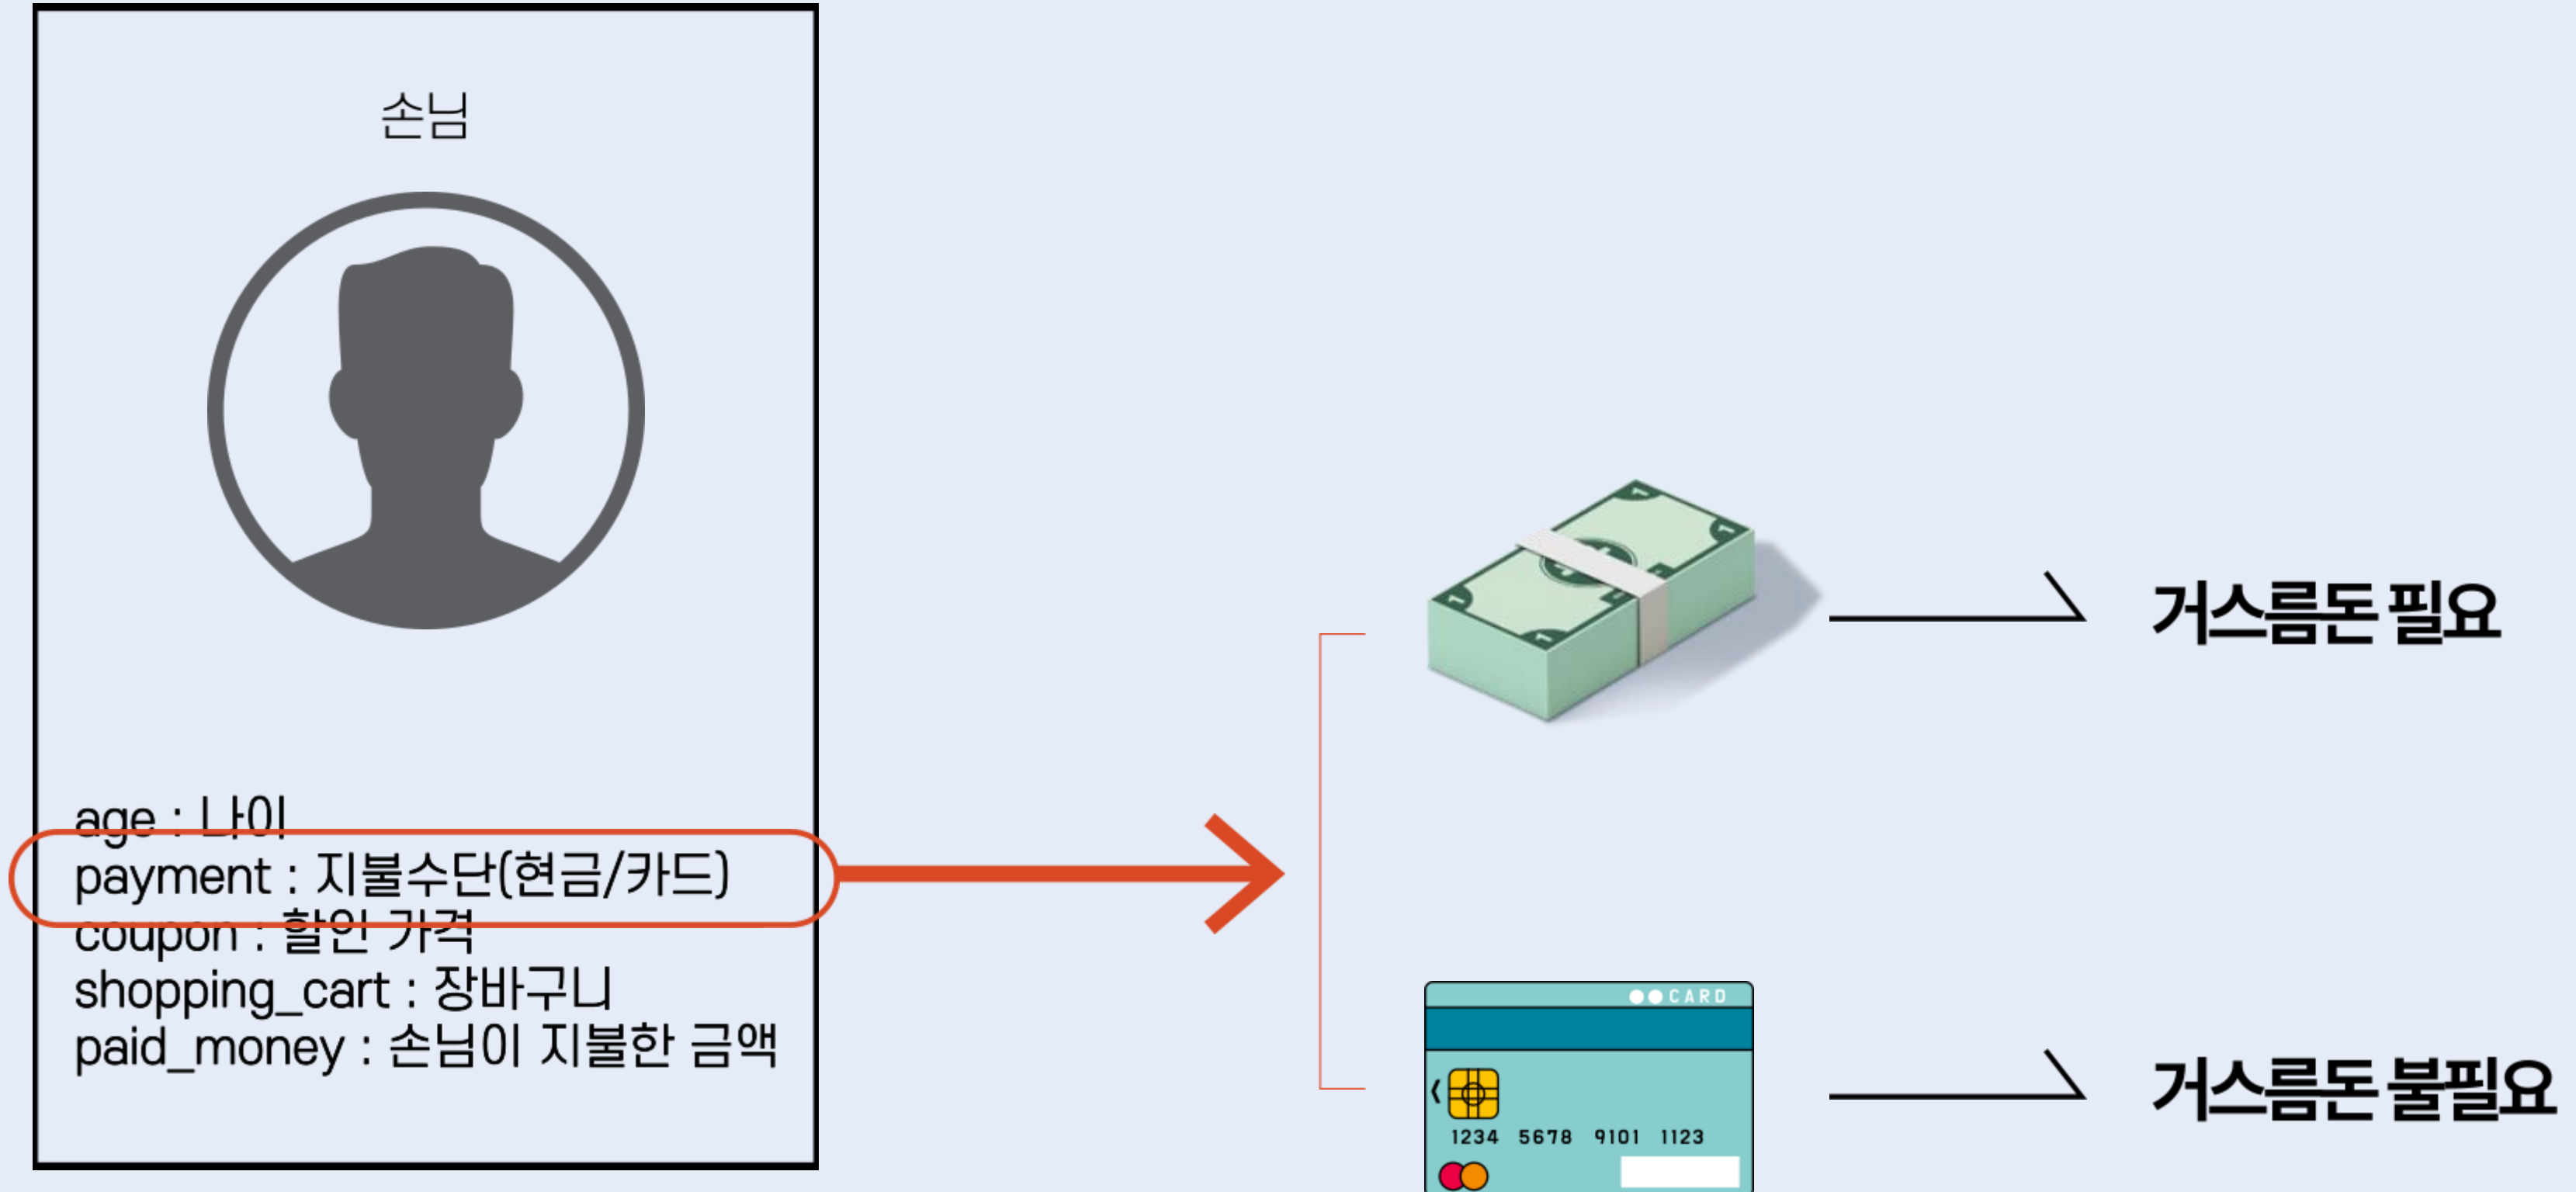 손님
age : 나이
payment : 지불수단(현금/카드)
coupon : 할인 가격
shopping_cart : 장바구니
paid_money : 손님이 지불한 금액
거스름돈 필요
CARD
1234 5678 9101 1123
거스름돈 불필요